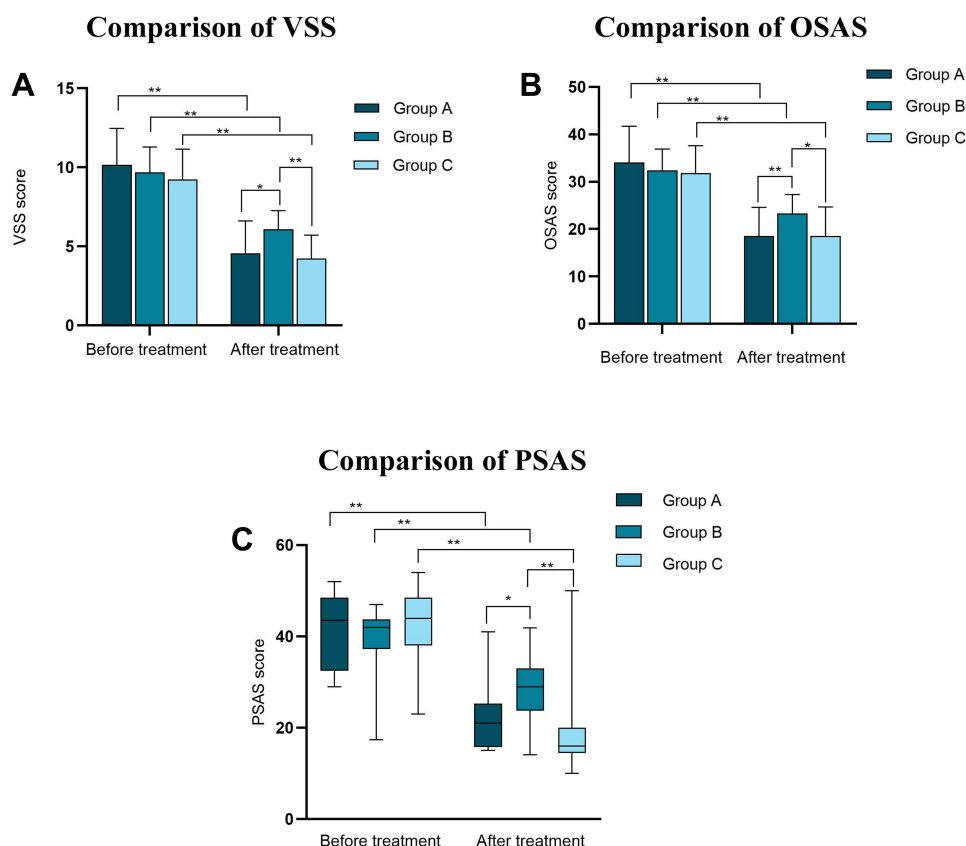 Comparison of VSS
A
15
10
5
0
VSS score
**
**
**
*
**
Before treatment
After treatment
Group A
Group B
Group C
Comparison of OSAS
B
50
40
30
20
10
0
OSAS score
**
**
**
**
*
Before treatment
After treatment
Group A
Group B
Group C
Comparison of PSAS
C
60
40
20
0
PSAS score
**
**
**
*
**
Before treatment
After treatment
Group A
Group B
Group C